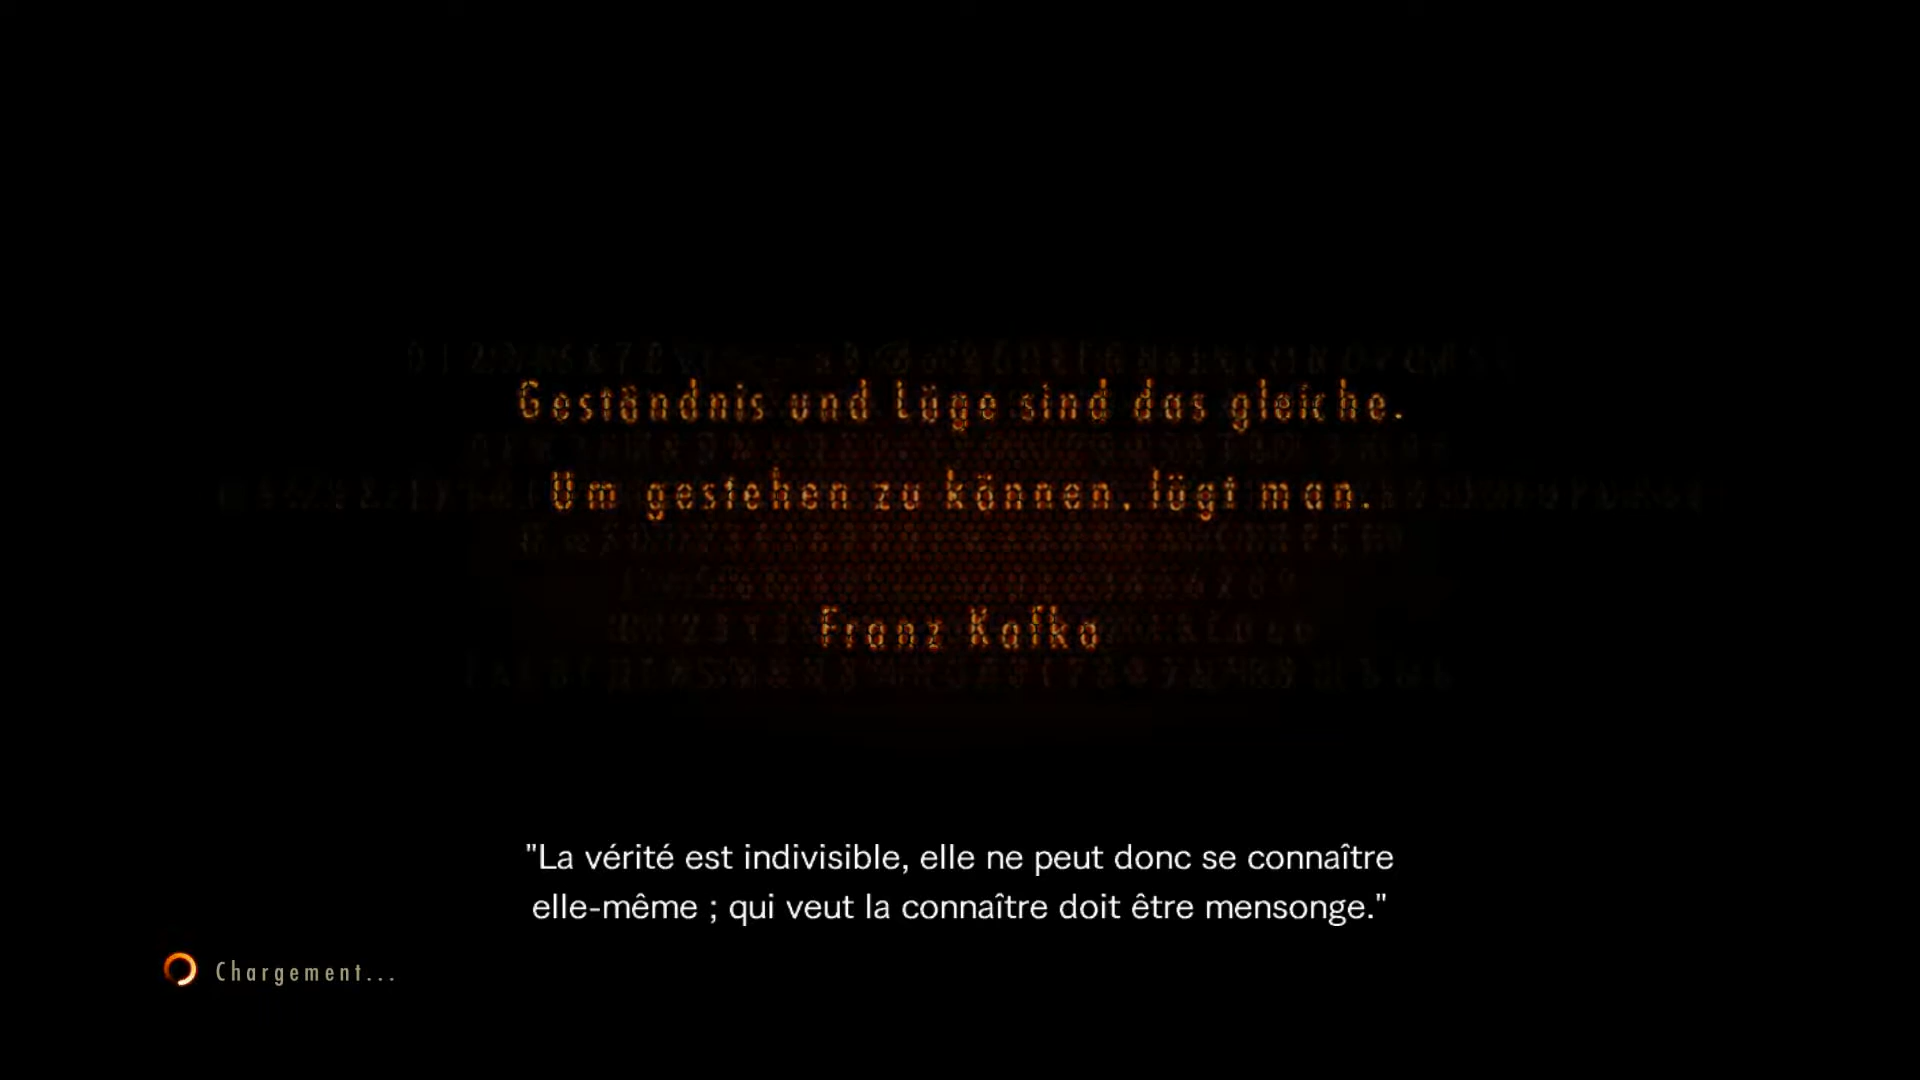 Geständnis und Lüge sind das gleiche.
Um gestehen zu können, lügt man.
Franz Kafka
"La vérité est indivisible, elle ne peut donc se connaître
elle-même ; qui veut la connaître doit être mensonge."
Chargement...